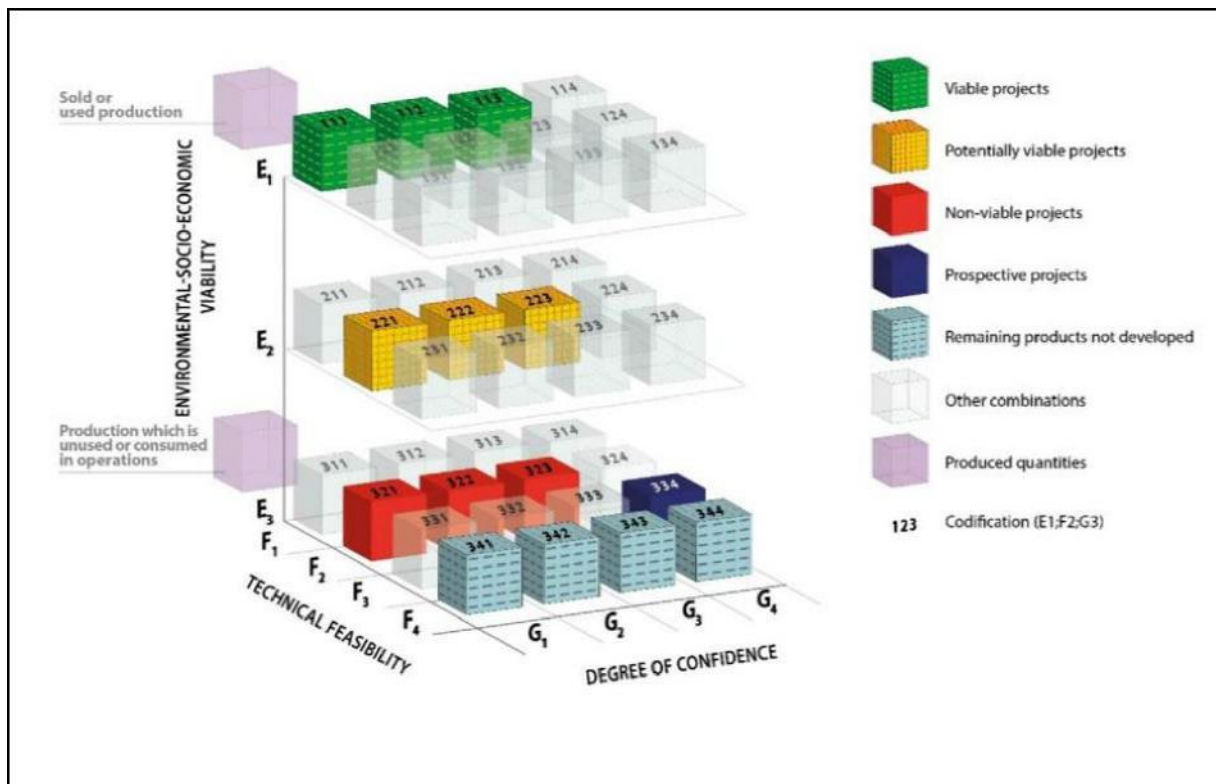 Sold or
used production
ENVIRONMENTAL-SOCIO-ECONOMIC
VIABILITY
E1
111
112
113
114
123
124
131
132
133
134
E2
211
212
213
214
221
222
223
224
231
232
233
234
Production which is
unused or consumed
in operations
E3
311
312
313
314
321
322
323
324
331
332
333
334
341
342
343
344
F1
F2
F3
F4
TECHNICAL FEASIBILITY
G1
G2
G3
G4
DEGREE OF CONFIDENCE
Viable projects
Potentially viable projects
Non-viable projects
Prospective projects
Remaining products not developed
Other combinations
Produced quantities
123 Codification (E1;F2;G3)